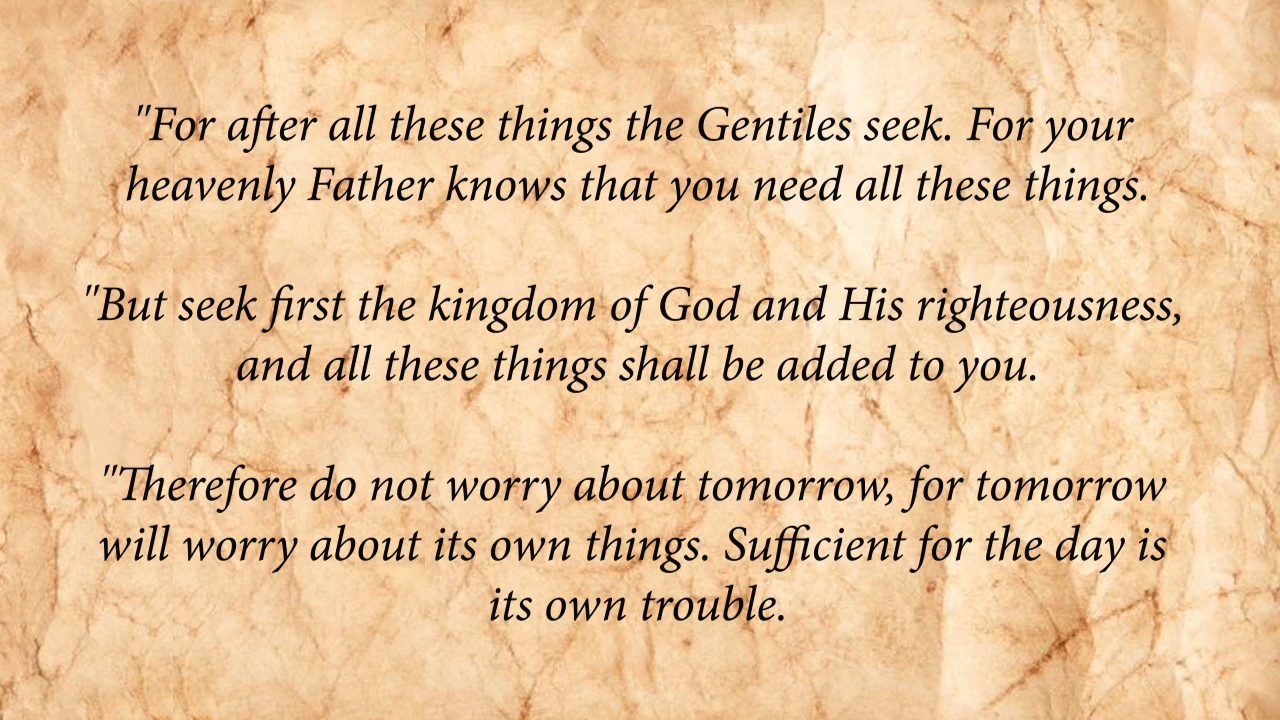 "For after all these things the Gentiles seek. For your
heavenly Father knows that you need all these things.
"But seek first the kingdom of God and His righteousness,
and all these things shall be added to you.
"Therefore do not worry about tomorrow, for tomorrow
will worry about its own things. Sufficient for the day is
its own trouble.